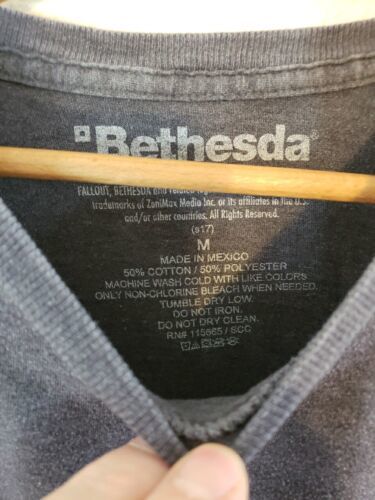 Bethesda®
FALLOUT, BETHESDA and related
trademarks of ZeniMax Media Inc. or its affiliates in the U.S.
and/or other countries. All Rights Reserved.
(s17)
M
MADE IN MEXICO
50% COTTON / 50% POLYESTER
MACHINE WASH COLD WITH LIKE COLORS
ONLY NON-CHLORINE BLEACH WHEN NEEDED.
TUMBLE DRY LOW.
DO NOT IRON.
DO NOT DRY CLEAN.
RN# 115665 / SCC